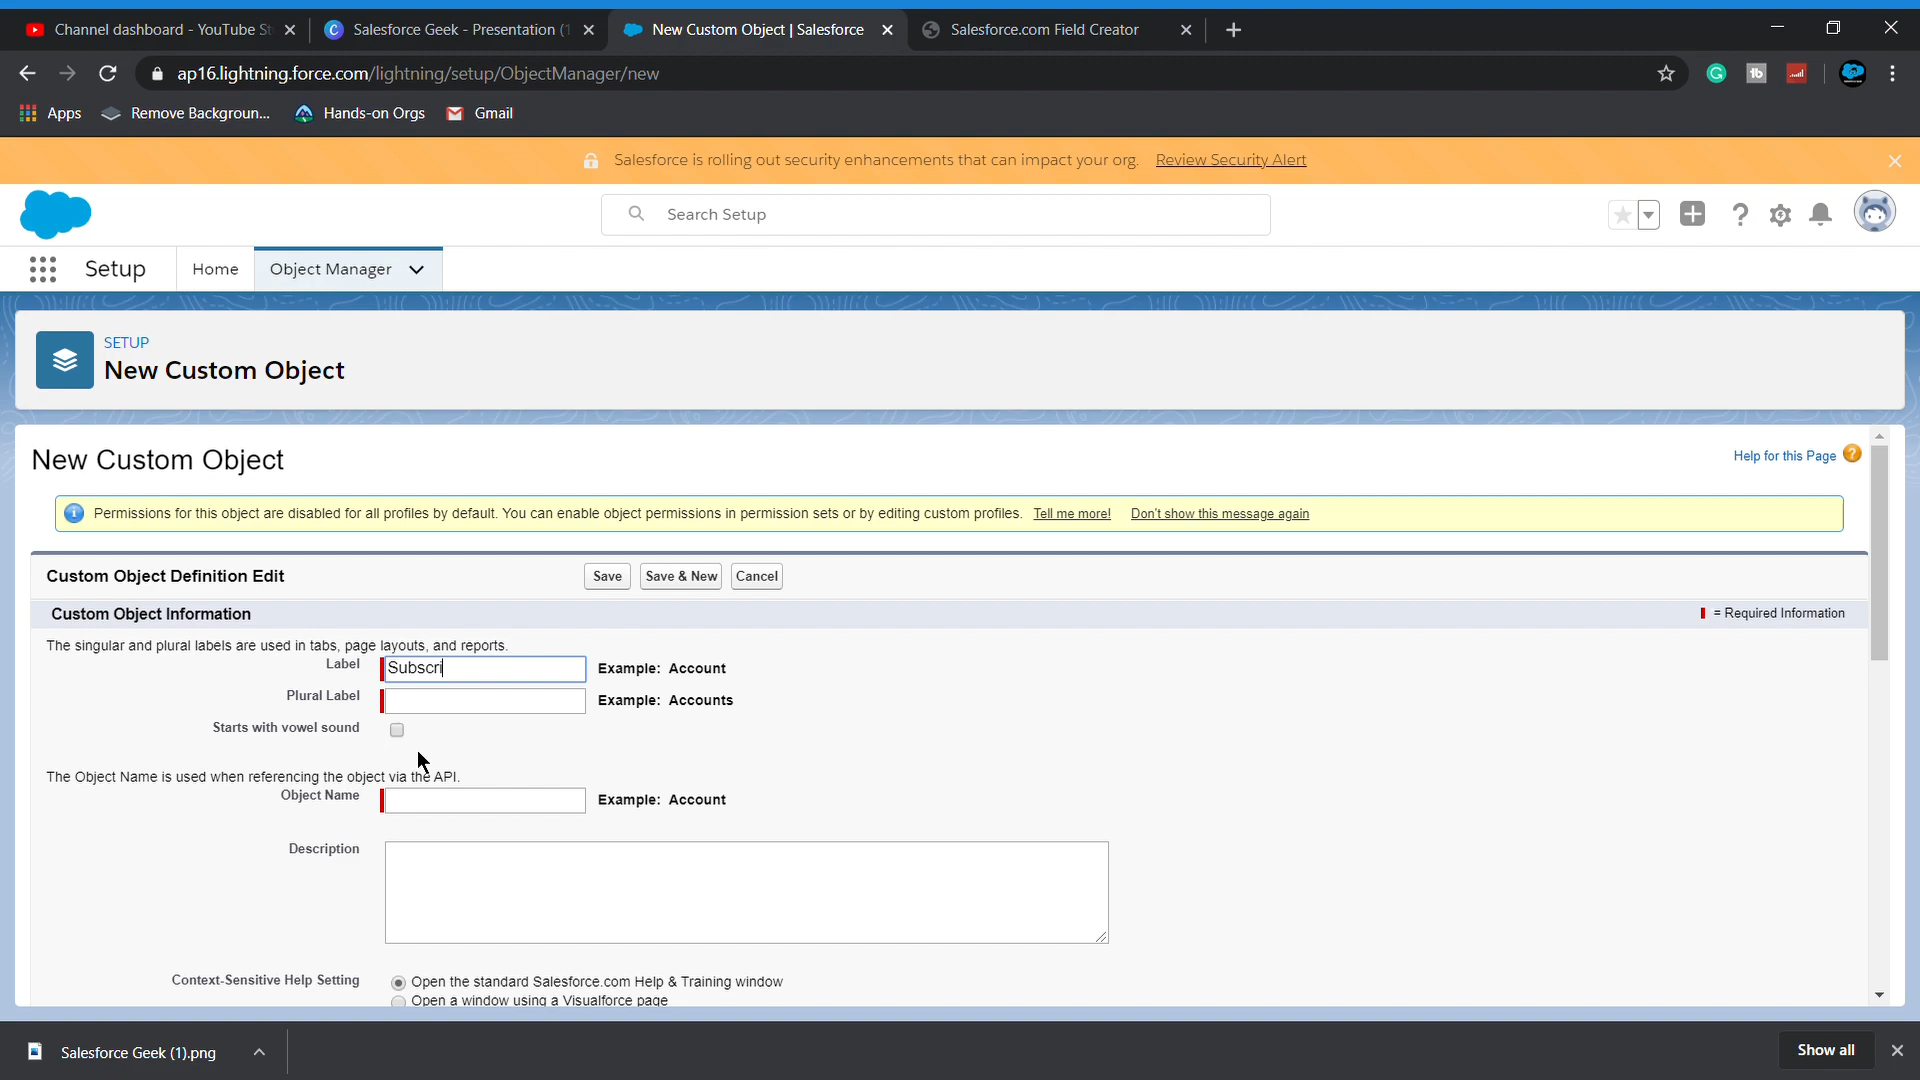 Channel dashboard - YouTube St
Salesforce Geek - Presentation (1
New Custom Object | Salesforce
Salesforce.com Field Creator
ap16.lightning.force.com/lightning/setup/ObjectManager/new
Apps
Remove Backgroun...
Hands-on Orgs
Gmail
Salesforce is rolling out security enhancements that can impact your org. Review Security Alert
Search Setup
Setup
Home
Object Manager
SETUP
New Custom Object
New Custom Object
Help for this Page
Permissions for this object are disabled for all profiles by default. You can enable object permissions in permission sets or by editing custom profiles. Tell me more! Don't show this message again
Custom Object Definition Edit
Save
Save & New
Cancel
Custom Object Information
= Required Information
The singular and plural labels are used in tabs, page layouts, and reports.
Label
Subscri
Example: Account
Plural Label
Example: Accounts
Starts with vowel sound
The Object Name is used when referencing the object via the API.
Object Name
Example: Account
Description
Context-Sensitive Help Setting
Open the standard Salesforce.com Help & Training window
Open a window using a Visualforce page
Salesforce Geek (1).png
Show all